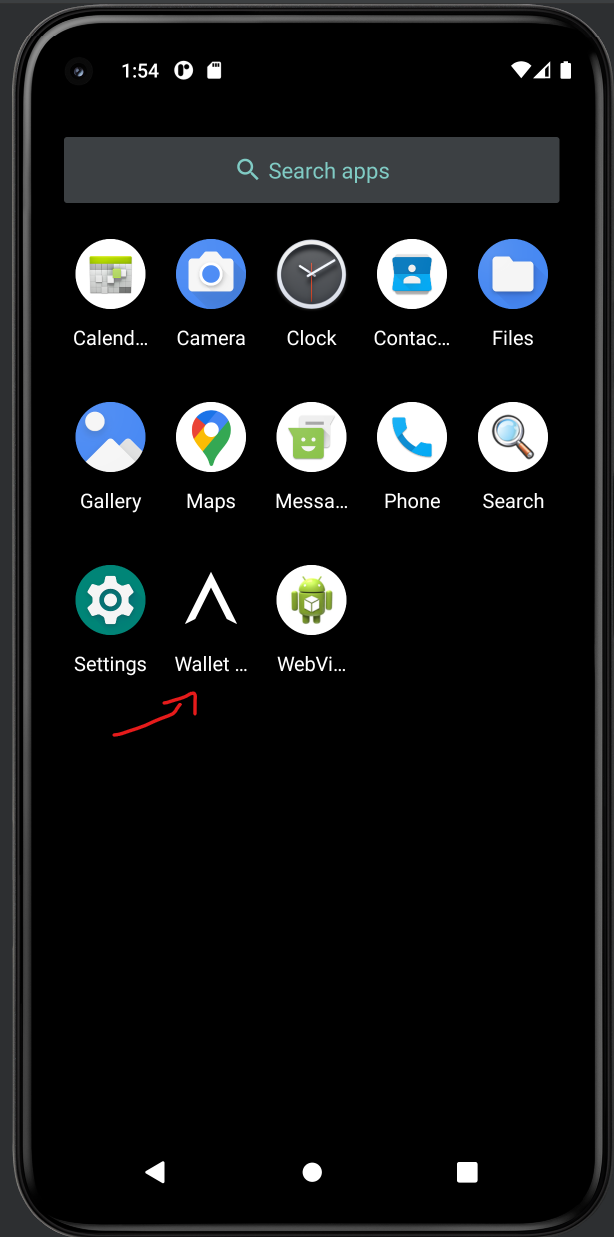 1:54
Search apps
Calend... Camera Clock Contac... Files
Gallery Maps Messa... Phone Search
Settings Wallet ... WebVi...